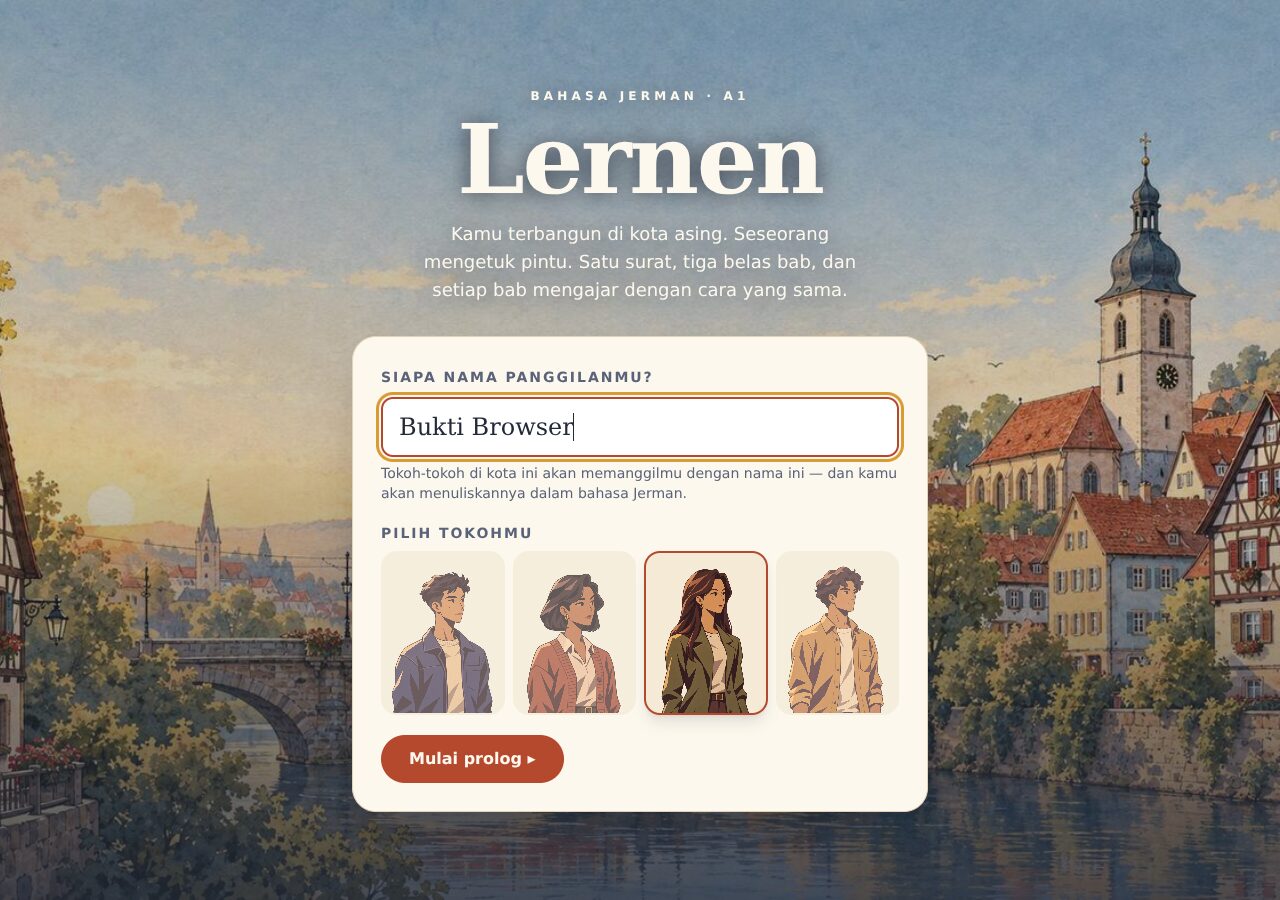 BAHASA JERMAN · A1
Lernen
Kamu terbangun di kota asing. Seseorang
mengetuk pintu. Satu surat, tiga belas bab, dan
setiap bab mengajar dengan cara yang sama.
SIAPA NAMA PANGGILANMU?
Bukti Browser
Tokoh-tokoh di kota ini akan memanggilmu dengan nama ini — dan kamu
akan menuliskannya dalam bahasa Jerman.
PILIH TOKOHMU
Mulai prolog ▸